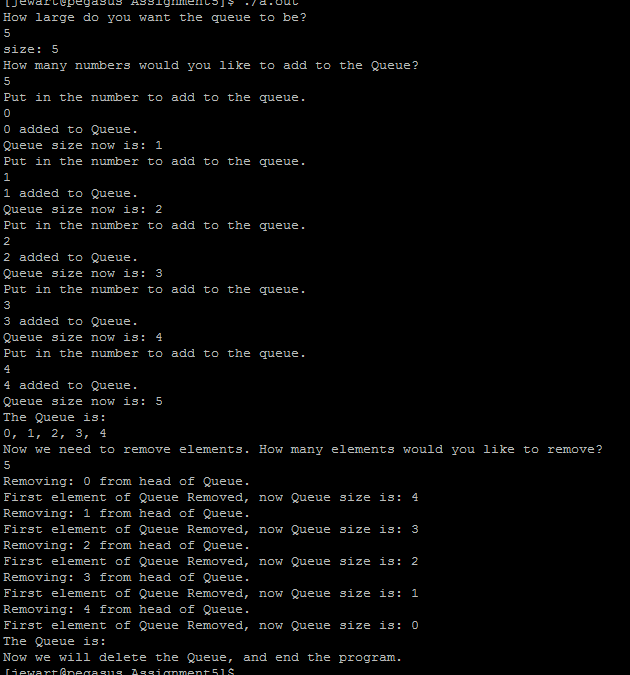 [jewart@pegasus Assignment5]$ ./a.out
How large do you want the queue to be?
5
size: 5
How many numbers would you like to add to the Queue?
5
Put in the number to add to the queue.
0
0 added to Queue.
Queue size now is: 1
Put in the number to add to the queue.
1
1 added to Queue.
Queue size now is: 2
Put in the number to add to the queue.
2
2 added to Queue.
Queue size now is: 3
Put in the number to add to the queue.
3
3 added to Queue.
Queue size now is: 4
Put in the number to add to the queue.
4
4 added to Queue.
Queue size now is: 5
The Queue is:
0, 1, 2, 3, 4
Now we need to remove elements. How many elements would you like to remove?
5
Removing: 0 from head of Queue.
First element of Queue Removed, now Queue size is: 4
Removing: 1 from head of Queue.
First element of Queue Removed, now Queue size is: 3
Removing: 2 from head of Queue.
First element of Queue Removed, now Queue size is: 2
Removing: 3 from head of Queue.
First element of Queue Removed, now Queue size is: 1
Removing: 4 from head of Queue.
First element of Queue Removed, now Queue size is: 0
The Queue is:
Now we will delete the Queue, and end the program.
[jewart@pegasus Assignment5]$